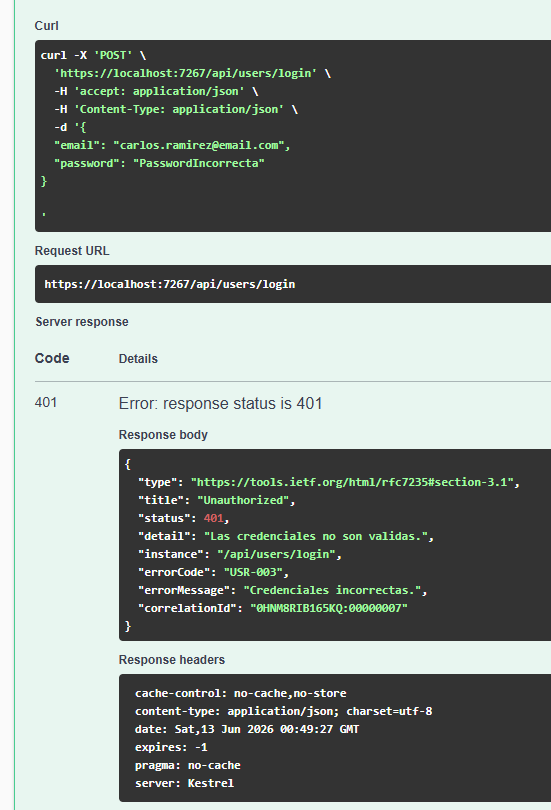 Curl
curl -X 'POST' \
'https://localhost:7267/api/users/login' \
-H 'accept: application/json' \
-H 'Content-Type: application/json' \
-d '{
"email": "carlos.ramirez@email.com",
"password": "PasswordIncorrecta"
}
'
Request URL
https://localhost:7267/api/users/login
Server response
Code Details
401 Error: response status is 401
Response body
{
"type": "https://tools.ietf.org/html/rfc7235#section-3.1",
"title": "Unauthorized",
"status": 401,
"detail": "Las credenciales no son validas.",
"instance": "/api/users/login",
"errorCode": "USR-003",
"errorMessage": "Credenciales incorrectas.",
"correlationId": "0HNM8RIB165KQ:00000007"
}
Response headers
cache-control: no-cache,no-store
content-type: application/json; charset=utf-8
date: Sat,13 Jun 2026 00:49:27 GMT
expires: -1
pragma: no-cache
server: Kestrel